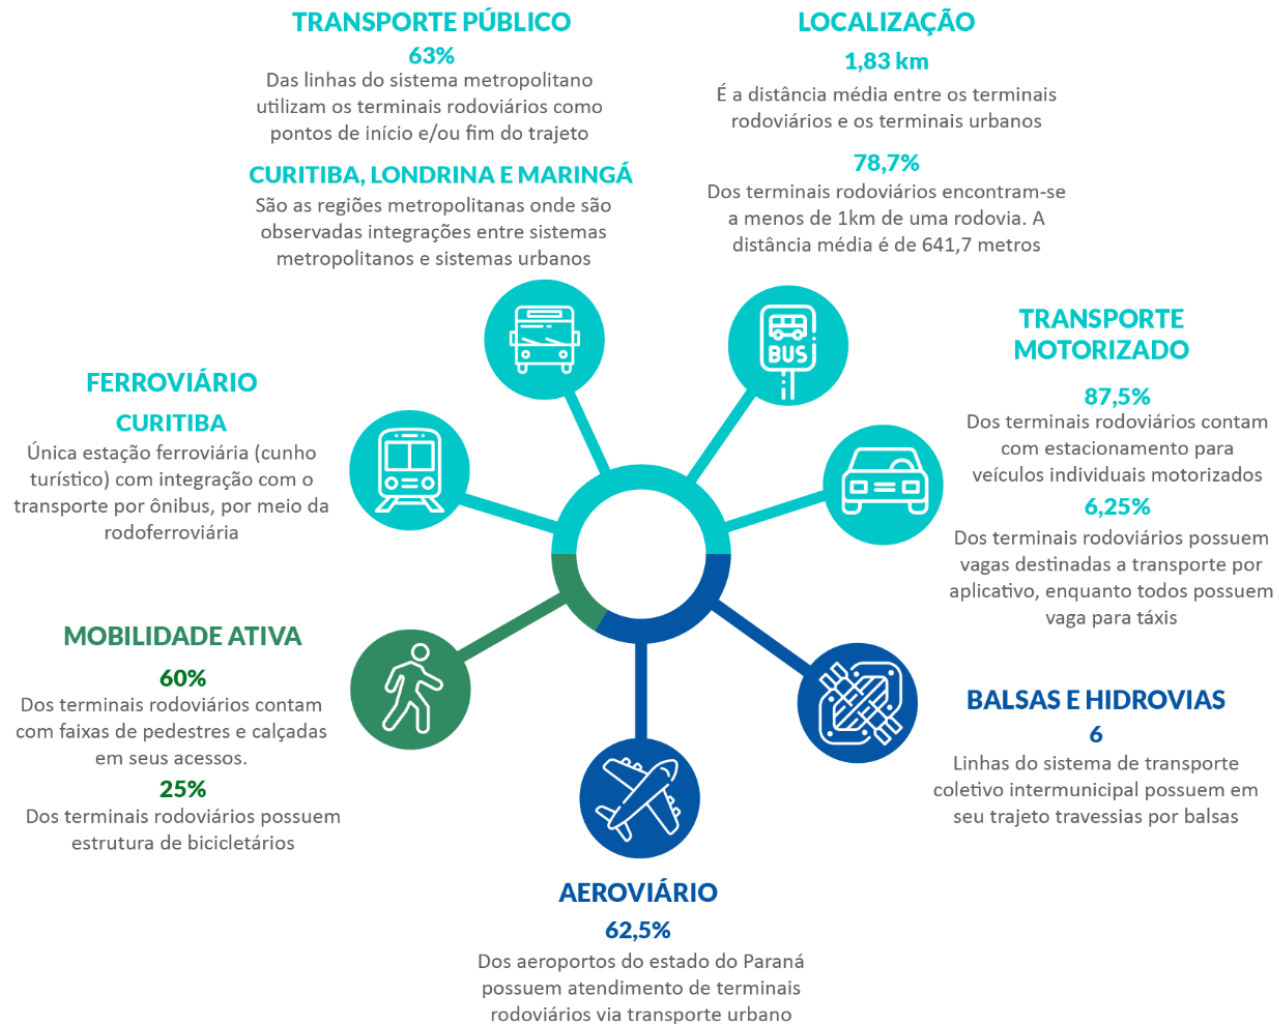 TRANSPORTE PÚBLICO
63%
Das linhas do sistema metropolitano
utilizam os terminais rodoviários como
pontos de início e/ou fim do trajeto
CURITIBA, LONDRINA E MARINGÁ
São as regiões metropolitanas onde são
observadas integrações entre sistemas
metropolitanos e sistemas urbanos
LOCALIZAÇÃO
1,83 km
É a distância média entre os terminais
rodoviários e os terminais urbanos
78,7%
Dos terminais rodoviários encontram-se
a menos de 1km de uma rodovia. A
distância média é de 641,7 metros
BUS
TRANSPORTE
MOTORIZADO
87,5%
Dos terminais rodoviários contam
com estacionamento para
veículos individuais motorizados
6,25%
Dos terminais rodoviários possuem
vagas destinadas a transporte por
aplicativo, enquanto todos possuem
vaga para táxis
FERROVIÁRIO
CURITIBA
Única estação ferroviária (cunho
turístico) com integração com o
transporte por ônibus, por meio da
rodoferroviária
MOBILIDADE ATIVA
60%
Dos terminais rodoviários contam
com faixas de pedestres e calçadas
em seus acessos.
25%
Dos terminais rodoviários possuem
estrutura de bicicletários
BALSAS E HIDROVIAS
6
Linhas do sistema de transporte
coletivo intermunicipal possuem em
seu trajeto travessias por balsas
AEROVIÁRIO
62,5%
Dos aeroportos do estado do Paraná
possuem atendimento de terminais
rodoviários via transporte urbano